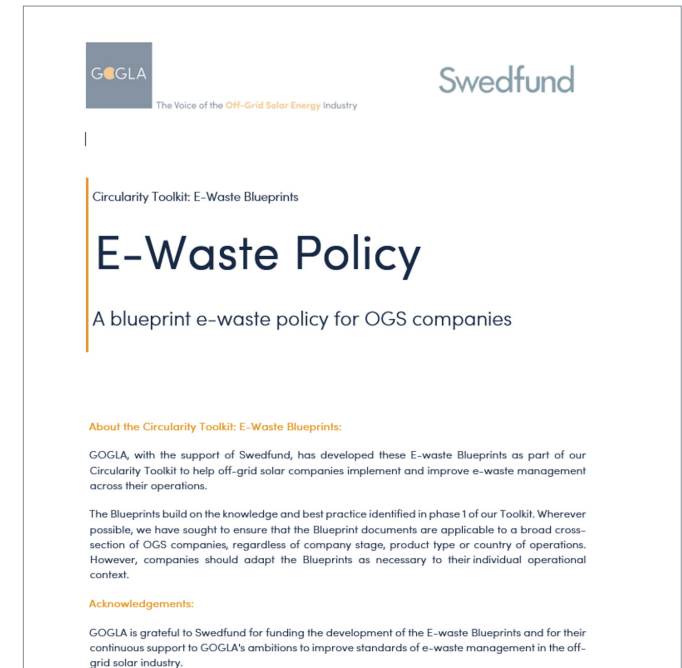 GOGLA
Swedfund
The Voice of the Off-Grid Solar Energy Industry
Circularity Toolkit: E-Waste Blueprints
E-Waste Policy
A blueprint e-waste policy for OGS companies
About the Circularity Toolkit: E-Waste Blueprints:
GOGLA, with the support of Swedfund, has developed these E-waste Blueprints as part of our
Circularity Toolkit to help off-grid solar companies implement and improve e-waste management
across their operations.
The Blueprints build on the knowledge and best practice identified in phase 1 of our Toolkit. Wherever
possible, we have sought to ensure that the Blueprint documents are applicable to a broad cross-
section of OGS companies, regardless of company stage, product type or country of operations.
However, companies should adapt the Blueprints as necessary to their individual operational
context.
Acknowledgements:
GOGLA is grateful to Swedfund for funding the development of the E-waste Blueprints and for their
continuous support to GOGLA's ambitions to improve standards of e-waste management in the off-
grid solar industry.